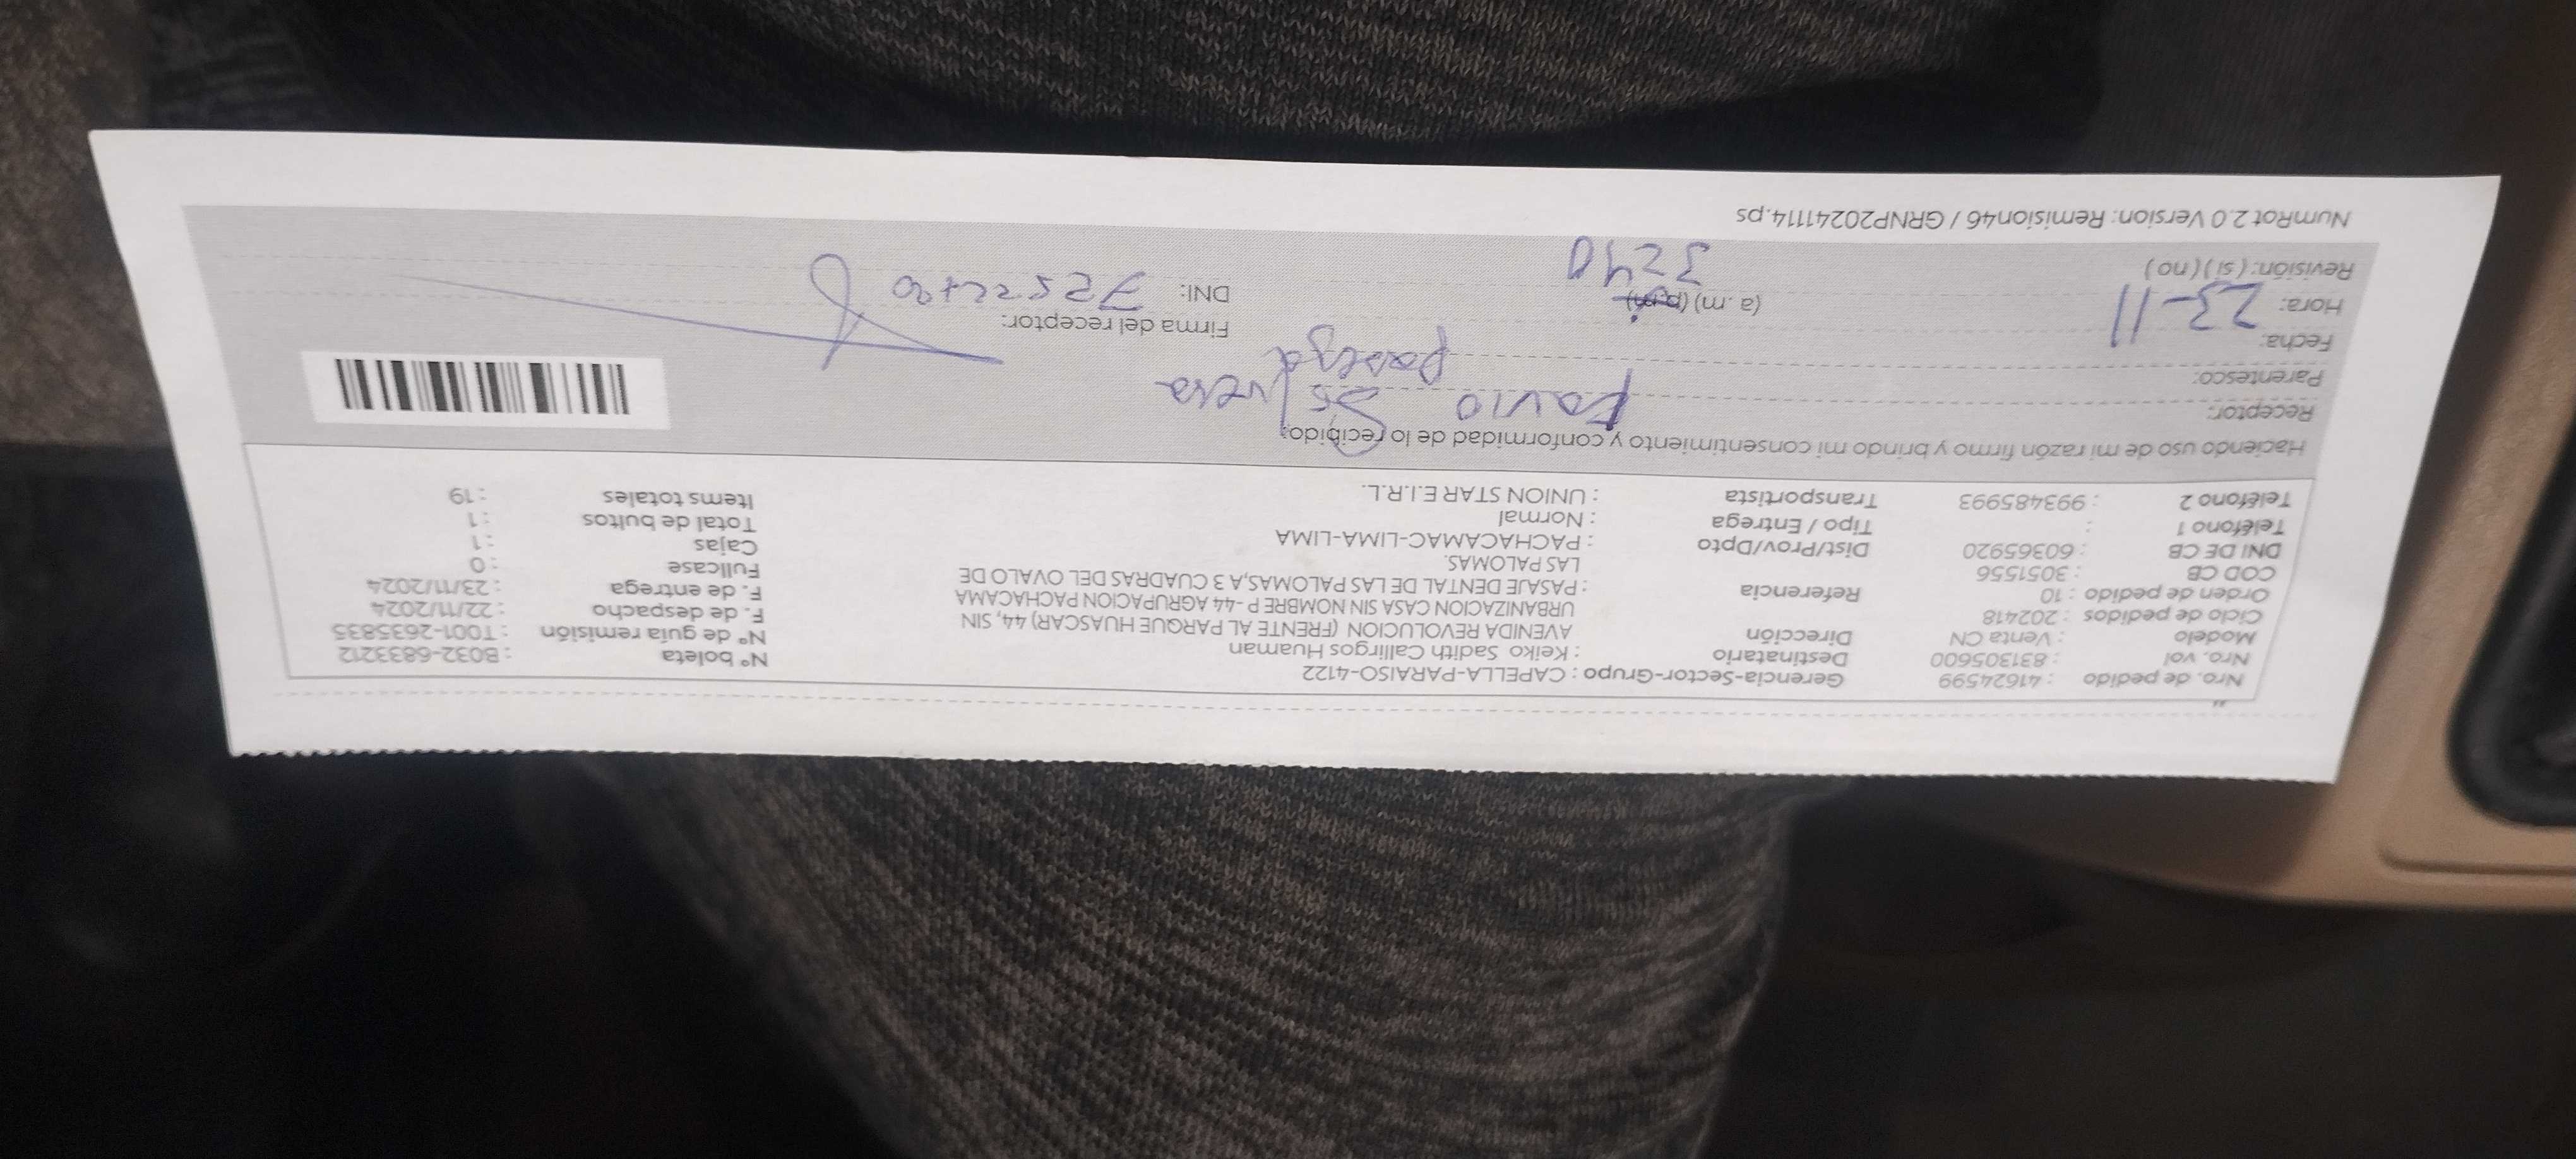 Nro. de pedido : 41624599 Gerencia-Sector-Grupo : CAPELLA-PARAISO-4122
Nro. vol : 831305600 Destinatario : Keiko Sadith Callirgos Huaman Nº boleta : B032-6833212
Modelo : Venta CN Dirección AVENIDA REVOLUCION (FRENTE AL PARQUE HUASCAR) 44, SIN Nº de guía remisión : T001-2635835
Ciclo de pedidos : 202418 URBANIZACION CASA SIN NOMBRE P -44 AGRUPACION PACHACAMA F. de despacho : 22/11/2024
Orden de pedido : 10 Referencia : PASAJE DENTAL DE LAS PALOMAS,A 3 CUADRAS DEL OVALO DE F. de entrega : 23/11/2024
COD CB : 3051556 LAS PALOMAS. Fullcase : 0
DNI DE CB : 60365920 Dist/Prov/Dpto : PACHACAMAC-LIMA-LIMA Cajas : 1
Teléfono 1 : Tipo / Entrega : Normal Total de bultos : 1
Teléfono 2 : 993485993 Transportista : UNION STAR E.I.R.L. Items totales : 19
Haciendo uso de mi razón firmo y brindo mi consentimiento y conformidad de lo recibido.
Receptor:
Parentesco:
Fecha:
Firma del receptor:
Hora: 23-11 (a. m) (p.m) DNI:
Revisión: ( si ) ( no )
NumRot 2.0 Version: Remision46 / GRNP20241114.ps